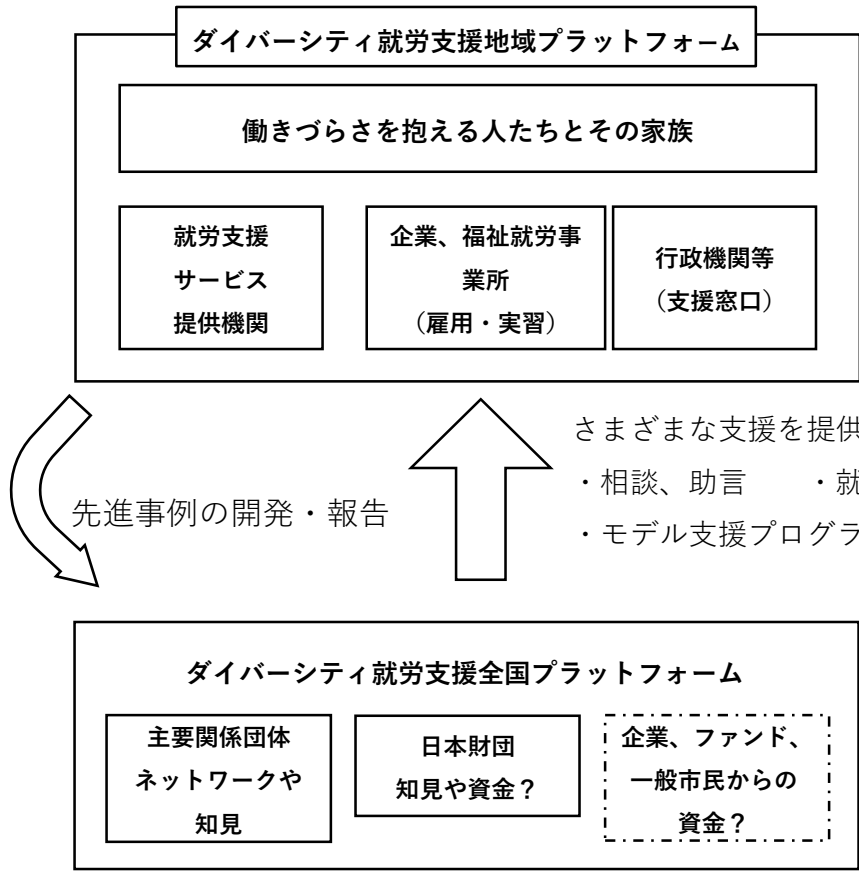 ダイバーシティ就労支援地域プラットフォーム
働きづらさを抱える人たちとその家族
就労支援
サービス
提供機関
企業、福祉就労事
業所
（雇用・実習）
行政機関等
（支援窓口）
さまざまな支援を提供
・相談、助言　　・就
・モデル支援プログラ
先進事例の開発・報告
ダイバーシティ就労支援全国プラットフォーム
主要関係団体
ネットワークや
知見
日本財団
知見や資金？
企業、ファンド、
一般市民からの
資金？